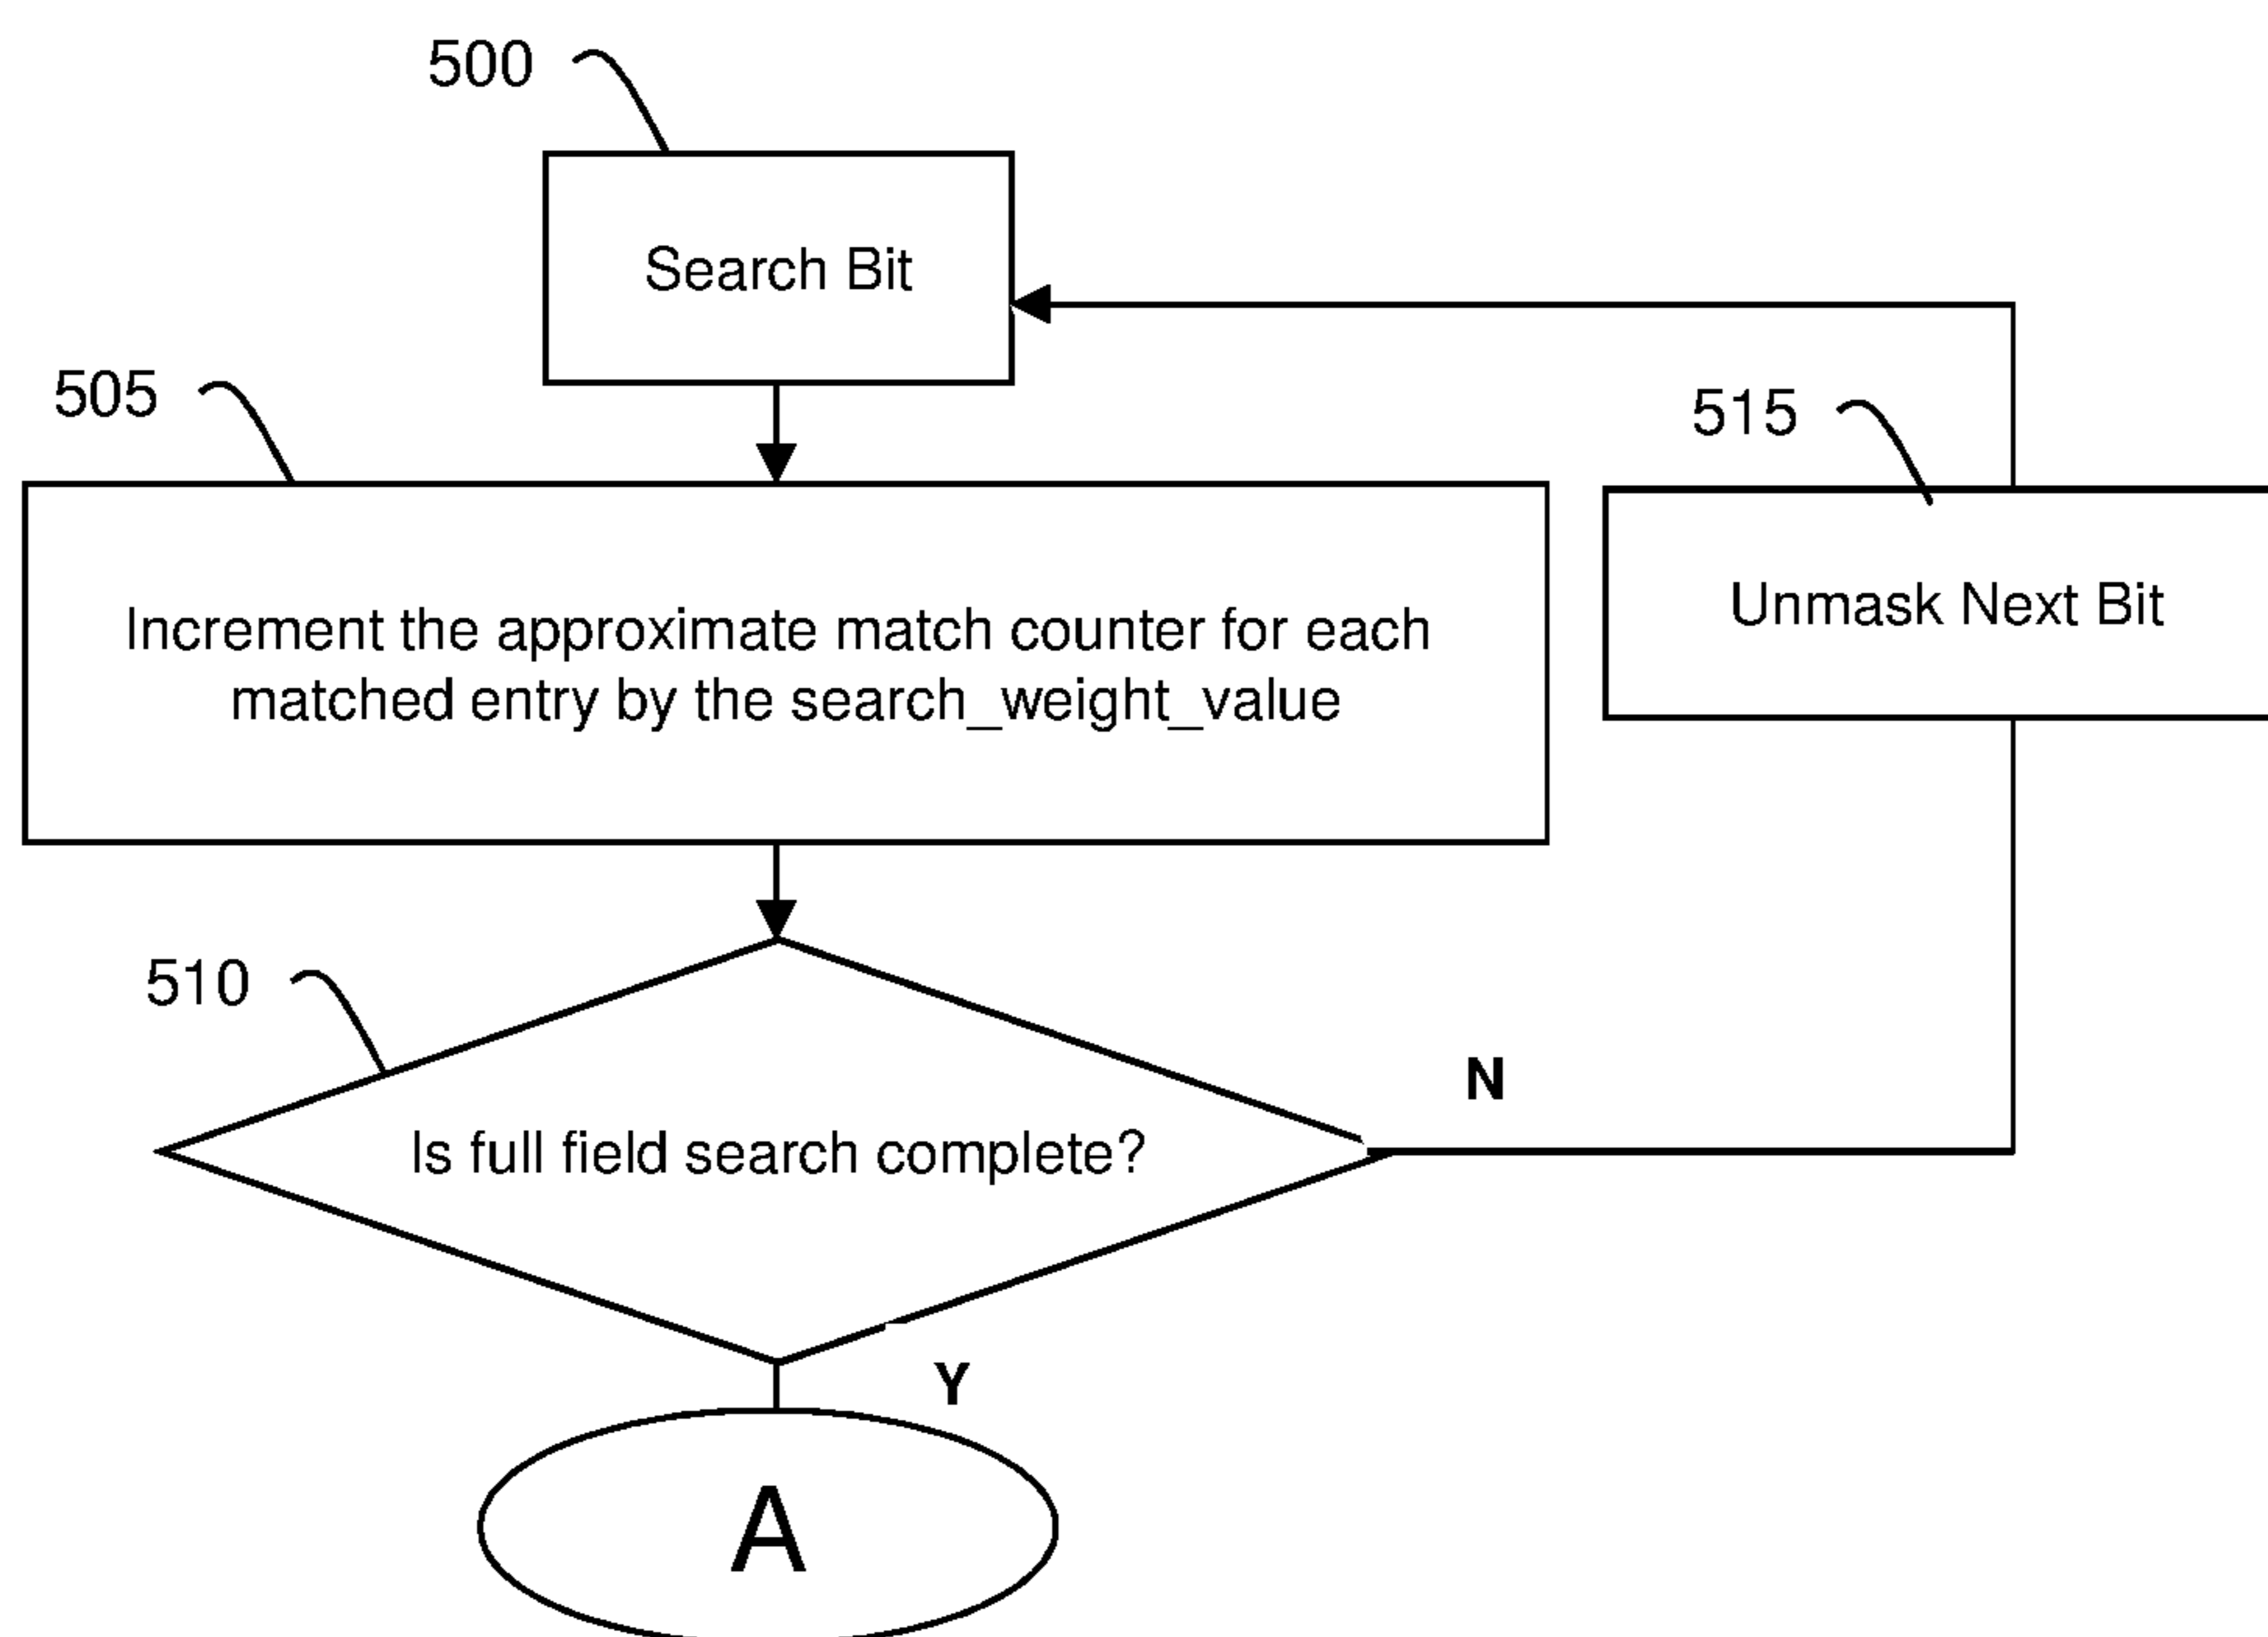 500
Search Bit
505
515
Increment the approximate match counter for each
matched entry by the search_weight_value
Unmask Next Bit
510
N
Is full field search complete?
Y
A